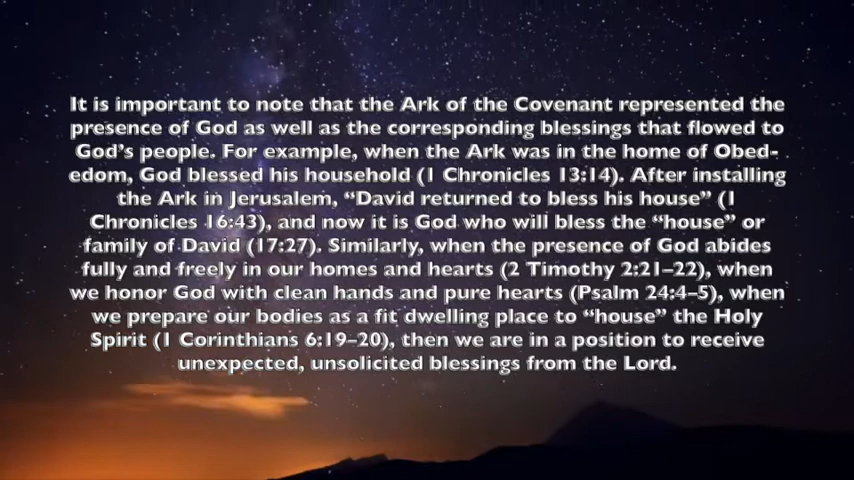 It is important to note that the Ark of the Covenant represented the
presence of God as well as the corresponding blessings that flowed to
God's people. For example, when the Ark was in the home of Obed-
edom, God blessed his household (1 Chronicles 13:14). After installing
the Ark in Jerusalem, “David returned to bless his house” (1
Chronicles 16:43), and now it is God who will bless the “house” or
family of David (17:27). Similarly, when the presence of God abides
fully and freely in our homes and hearts (2 Timothy 2:21–22), when
we honor God with clean hands and pure hearts (Psalm 24:4–5), when
we prepare our bodies as a fit dwelling place to “house” the Holy
Spirit (1 Corinthians 6:19–20), then we are in a position to receive
unexpected, unsolicited blessings from the Lord.